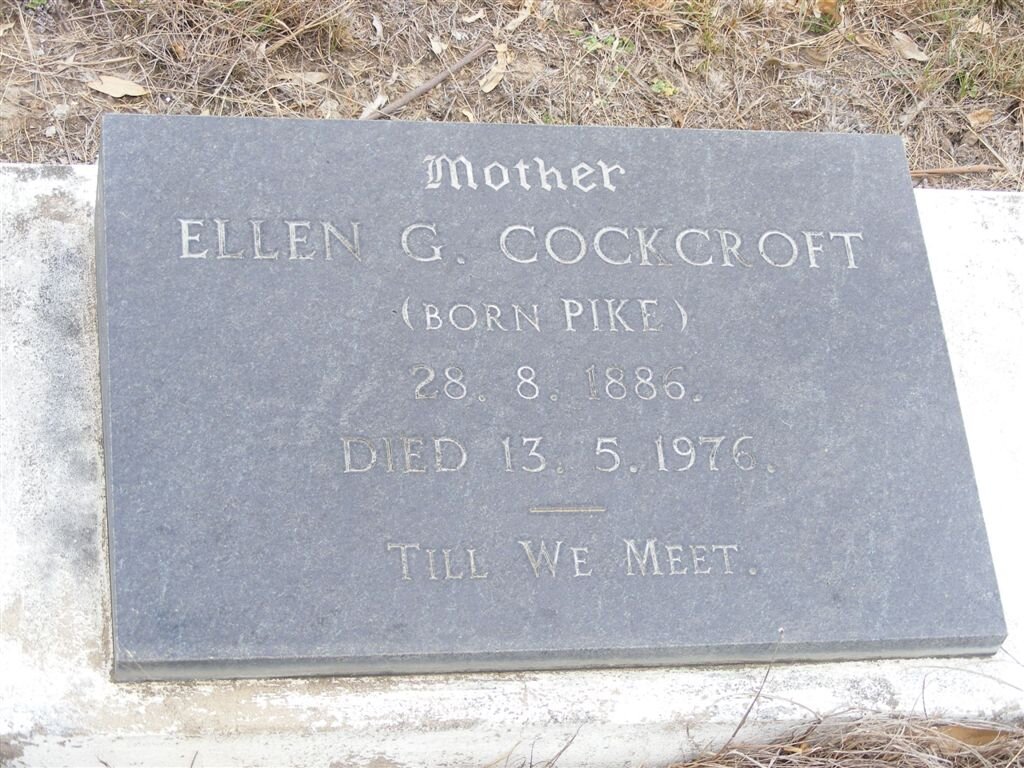 Mother
ELLEN G. COCKCROFT
(BORN PIKE)
28. 8. 1886.
DIED 13. 5. 1976.
TILL WE MEET.